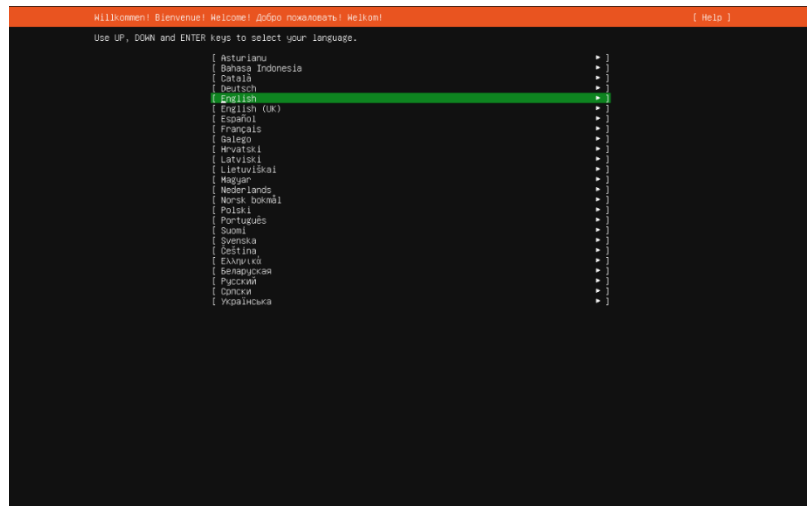 Willkommen! Bienvenue! Welcome! Добро пожаловать! Welkom! [ Help ]
Use UP, DOWN and ENTER keys to select your language.
[ Asturianu ► ]
[ Bahasa Indonesia ► ]
[ Català ► ]
[ Deutsch ► ]
[ English ► ]
[ English (UK) ► ]
[ Español ► ]
[ Français ► ]
[ Galego ► ]
[ Hrvatski ► ]
[ Latviski ► ]
[ Lietuviškai ► ]
[ Magyar ► ]
[ Nederlands ► ]
[ Norsk bokmål ► ]
[ Polski ► ]
[ Português ► ]
[ Suomi ► ]
[ Svenska ► ]
[ Čeština ► ]
[ Ελληνικά ► ]
[ Беларуская ► ]
[ Русский ► ]
[ Српски ► ]
[ Українська ► ]